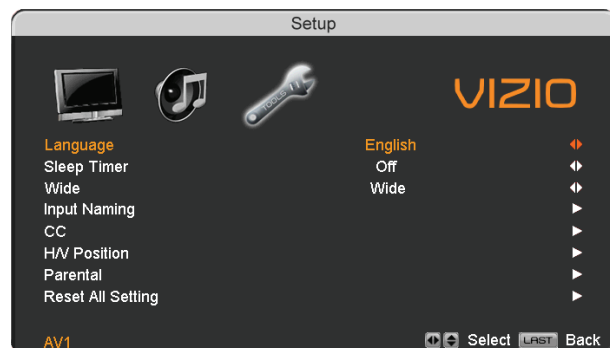 Setup
TOOLS
VIZIO
Language English
Sleep Timer Off
Wide Wide
Input Naming
CC
H/V Position
Parental
Reset All Setting
AV1 Select LAST Back